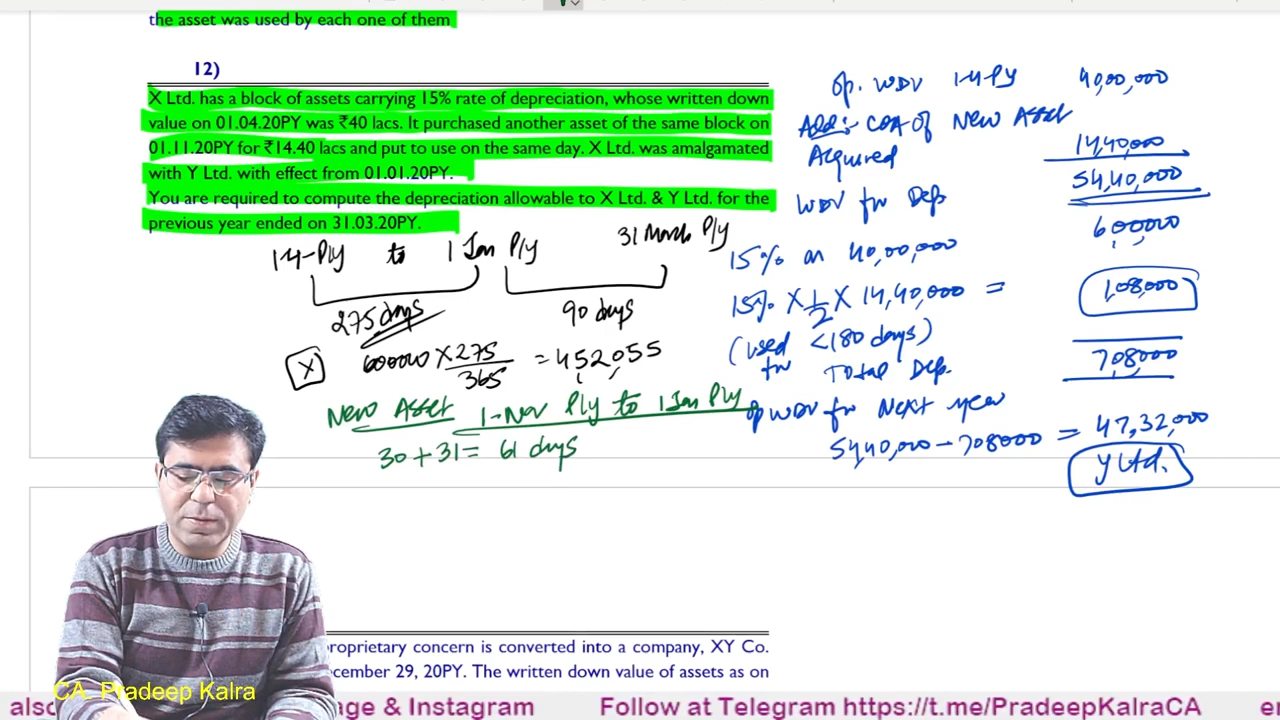 the asset was used by each one of them
12)
X Ltd. has a block of assets carrying 15% rate of depreciation, whose written down
value on 01.04.20PY was ₹40 lacs. It purchased another asset of the same block on
01.11.20PY for ₹14.40 lacs and put to use on the same day. X Ltd. was amalgamated
with Y Ltd. with effect from 01.01.20PY.
You are required to compute the depreciation allowable to X Ltd. & Y Ltd. for the
previous year ended on 31.03.20PY.
1-4-P/y to 1 Jan P/y 31 March P/y
275 days 90 days
X 600000 X 275/365 = 452,055
New Asset 1-Nov P/y to 1 Jan P/y
30+31= 61 days
Op. WDV 1-4 PY 40,00,000
Add: COA of New Asset
Acquired 14,40,000
WDV for Dep. 54,40,000
15% on 40,00,000 6,00,000
15% X 1/2 X 14,40,000 = 1,08,000
(used <180 days)
Total Dep. 7,08,000
op WDV for Next year
54,40,000 - 708000 = 47,32,000
Y Ltd.
roprietary concern is converted into a company, XY Co.
ecember 29, 20PY. The written down value of assets as on
CA Pradeep Kalra
also age & Instagram Follow at Telegram https://t.me/PradeepKalraCA